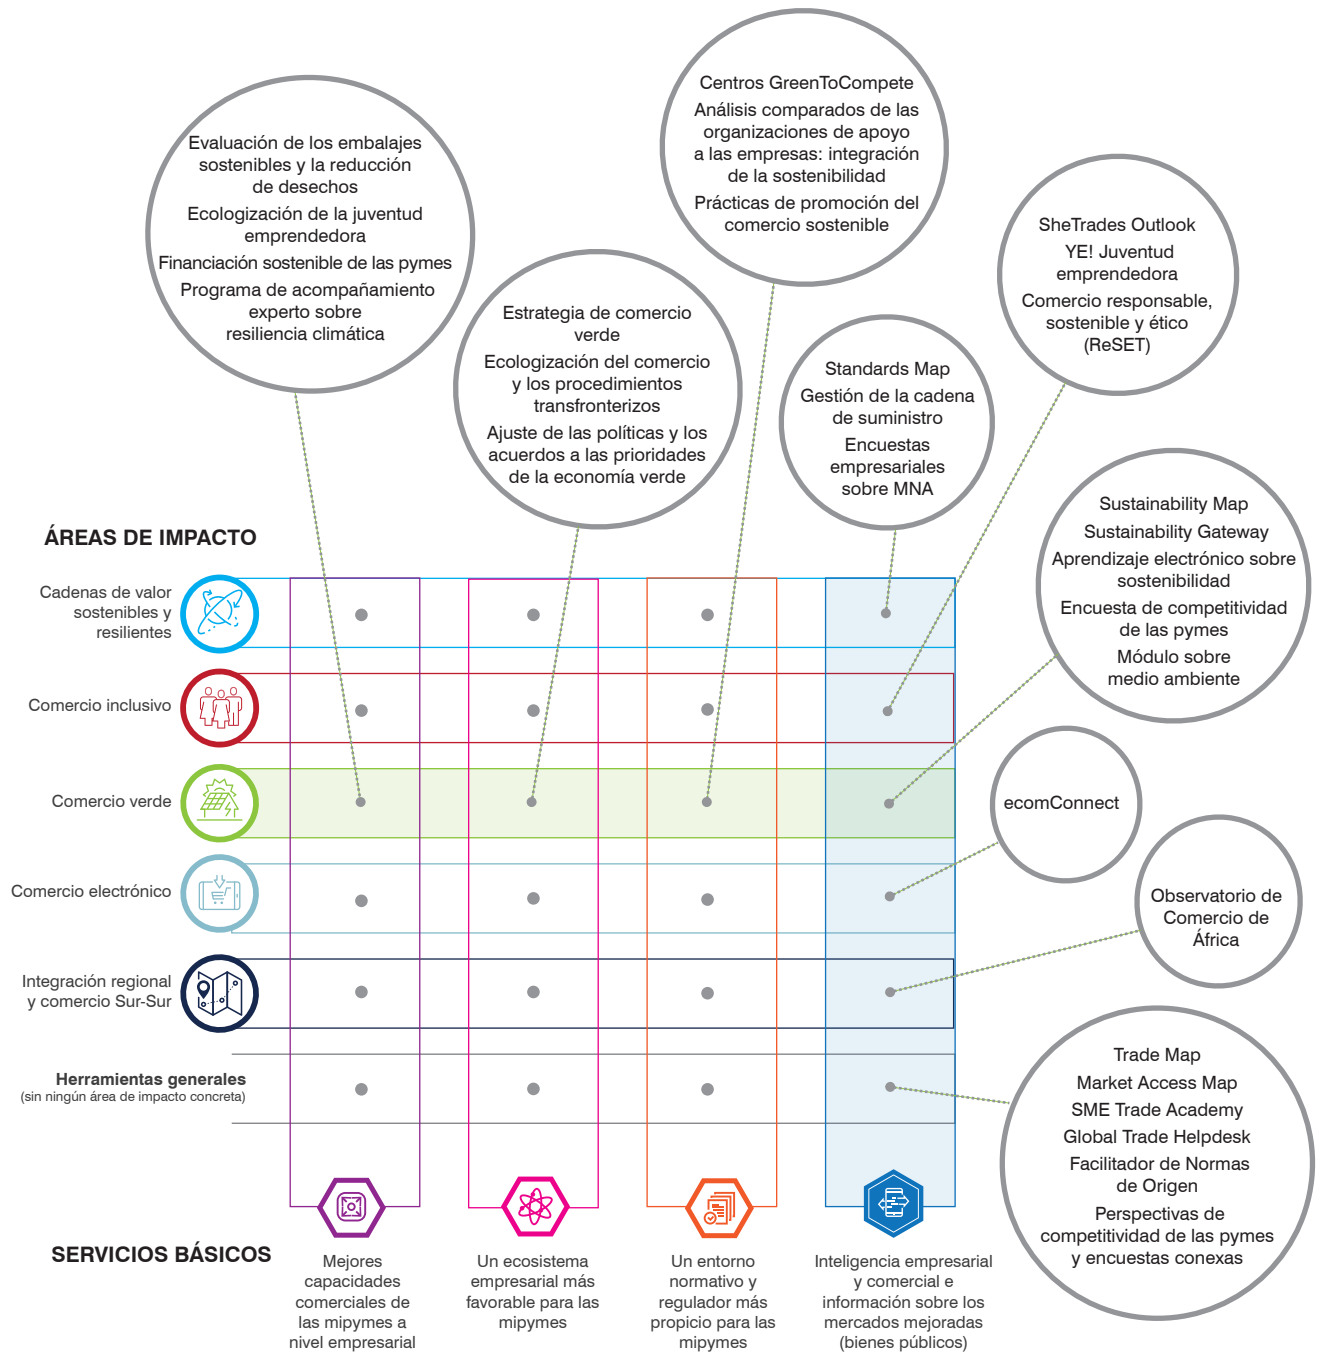 Centros GreenToCompete
Análisis comparados de las
organizaciones de apoyo
a las empresas: integración
de la sostenibilidad
Prácticas de promoción del
comercio sostenible
Evaluación de los embalajes
sostenibles y la reducción
de desechos
Ecologización de la juventud
emprendedora
Financiación sostenible de las pymes
Programa de acompañamiento
experto sobre
resiliencia climática
Estrategia de comercio
verde
Ecologización del comercio
y los procedimientos
transfronterizos
Ajuste de las políticas y los
acuerdos a las prioridades
de la economía verde
Standards Map
Gestión de la cadena
de suministro
Encuestas
empresariales
sobre MNA
SheTrades Outlook
YE! Juventud
emprendedora
Comercio responsable,
sostenible y ético
(ReSET)
Sustainability Map
Sustainability Gateway
Aprendizaje electrónico sobre
sostenibilidad
Encuesta de competitividad
de las pymes
Módulo sobre
medio ambiente
ecomConnect
Observatorio de
Comercio de
África
Trade Map
Market Access Map
SME Trade Academy
Global Trade Helpdesk
Facilitador de Normas
de Origen
Perspectivas de
competitividad de las pymes
y encuestas conexas
ÁREAS DE IMPACTO
Cadenas de valor
sostenibles y
resilientes
Comercio inclusivo
Comercio verde
Comercio electrónico
Integración regional
y comercio Sur-Sur
Herramientas generales
(sin ningún área de impacto concreta)
SERVICIOS BÁSICOS
Mejores
capacidades
comerciales de
las mipymes a
nivel empresarial
Un ecosistema
empresarial más
favorable para las
mipymes
Un entorno
normativo y
regulador más
propicio para las
mipymes
Inteligencia empresarial
y comercial e
información sobre los
mercados mejoradas
(bienes públicos)